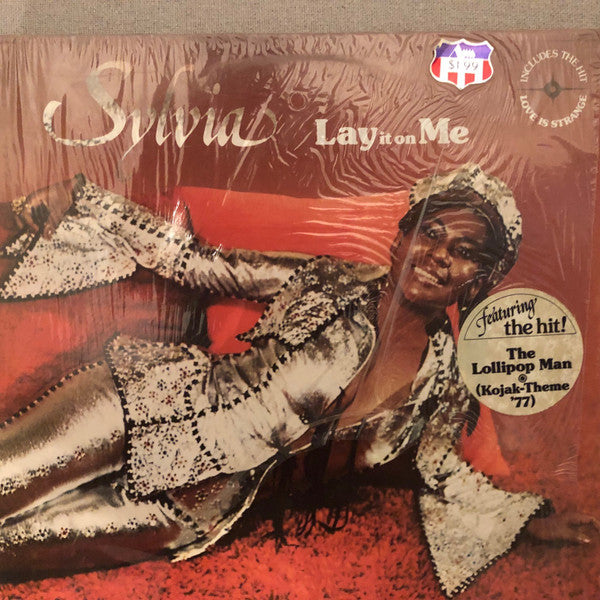 Sylvia
Lay it on Me
$1.99
INCLUDES THE HIT
LOVE IS STRANGE
featuring
the hit!
The
Lollipop Man
(Kojak-Theme
'77)